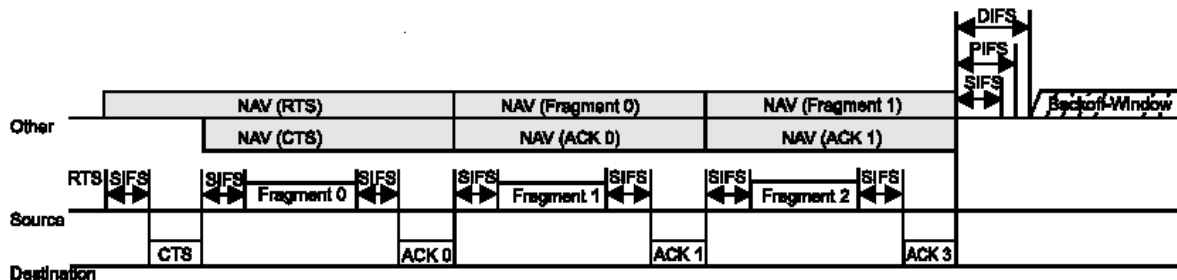 DIFS
PIFS
SIFS
NAV (RTS) NAV (Fragment 0) NAV (Fragment 1) Backoff-Window
Other
NAV (CTS) NAV (ACK 0) NAV (ACK 1)
RTS SIFS SIFS Fragment 0 SIFS SIFS Fragment 1 SIFS SIFS Fragment 2 SIFS
Source
CTS ACK 0 ACK 1 ACK 3
Destination